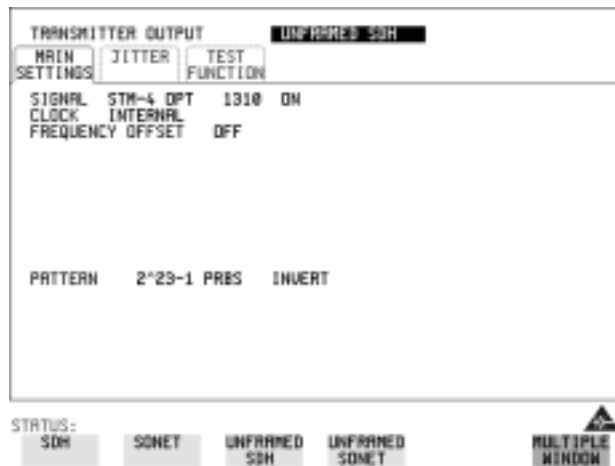 TRANSMITTER OUTPUT UNFRAMED SDH
MAIN SETTINGS JITTER TEST FUNCTION
SIGNAL STM-4 OPT 1310 ON
CLOCK INTERNAL
FREQUENCY OFFSET OFF
PATTERN 2^23-1 PRBS INVERT
STATUS:
SDH SONET UNFRAMED SDH UNFRAMED SONET MULTIPLE WINDOW